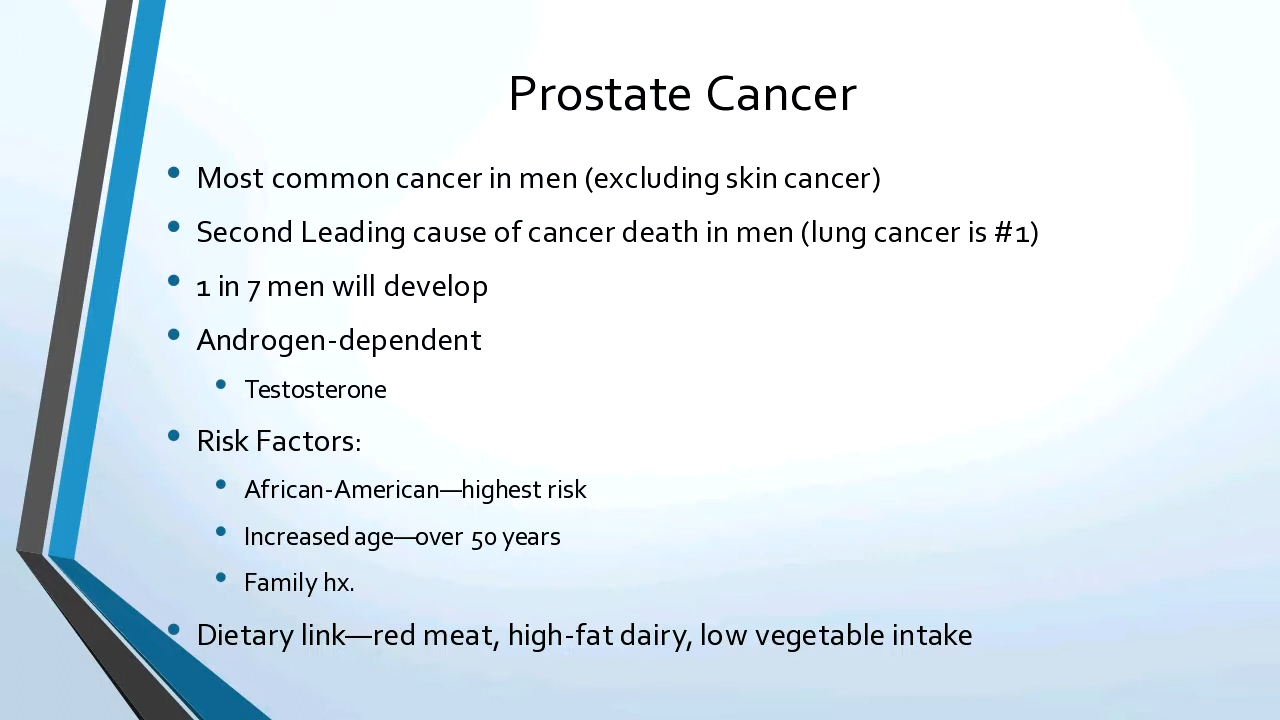 Prostate Cancer
• Most common cancer in men (excluding skin cancer)
• Second Leading cause of cancer death in men (lung cancer is #1)
• 1 in 7 men will develop
• Androgen-dependent
• Testosterone
• Risk Factors:
• African-American—highest risk
• Increased age—over 50 years
• Family hx.
• Dietary link—red meat, high-fat dairy, low vegetable intake